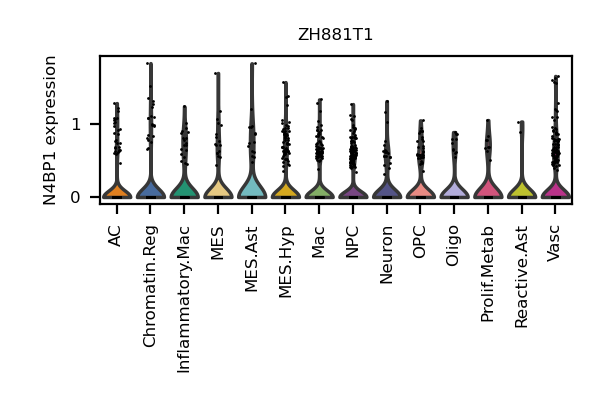 ZH881T1
N4BP1 expression
1
0
AC
Chromatin.Reg
Inflammatory.Mac
MES
MES.Ast
MES.Hyp
Mac
NPC
Neuron
OPC
Oligo
Prolif.Metab
Reactive.Ast
Vasc